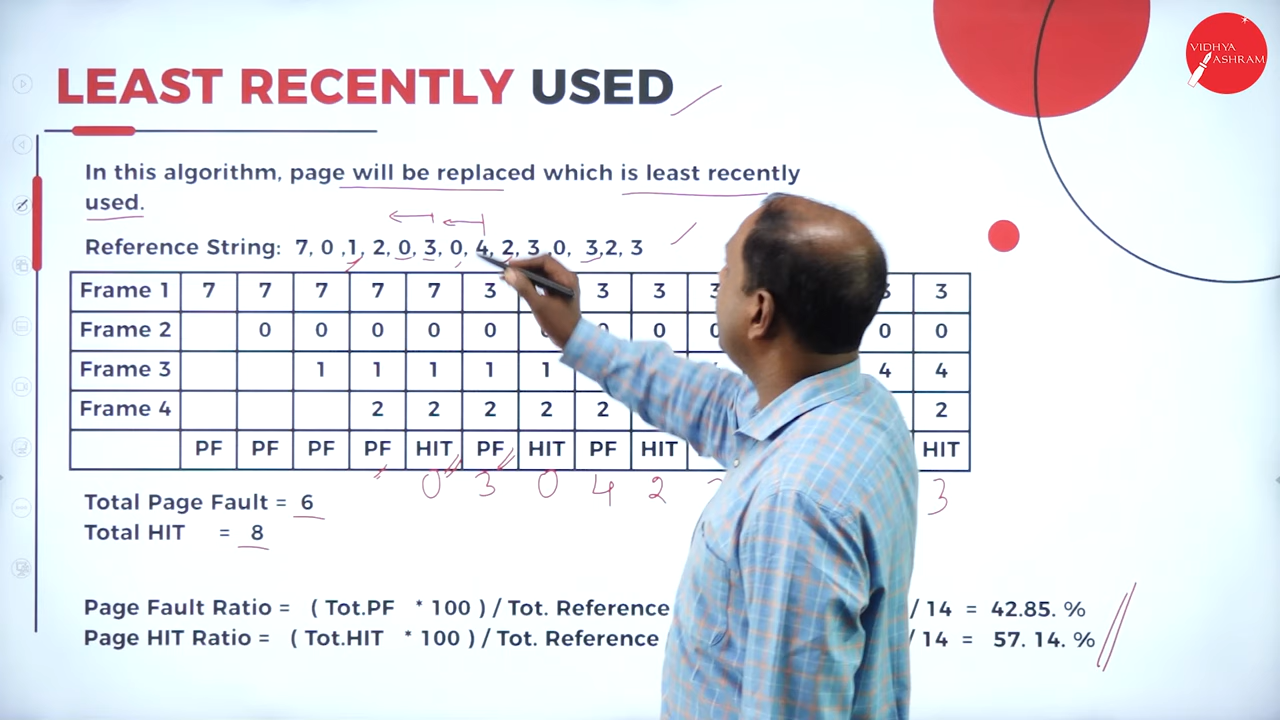 VIDHYA
ASHRAM
LEAST RECENTLY USED
In this algorithm, page will be replaced which is least recently
used.
Reference String: 7, 0 ,1, 2, 0, 3, 0, 4, 2, 3 ,0, 3,2, 3
Frame 1 7 7 7 7 7 3 3 3 3 3
Frame 2 0 0 0 0 0 0 0 0 0 0
Frame 3 1 1 1 1 1 4 4
Frame 4 2 2 2 2 2 2
PF PF PF PF HIT PF HIT PF HIT HIT
0 3 0 4 2 3
Total Page Fault = 6
Total HIT = 8
Page Fault Ratio = ( Tot.PF * 100 ) / Tot. Reference / 14 = 42.85. %
Page HIT Ratio = ( Tot.HIT * 100 ) / Tot. Reference / 14 = 57. 14. %